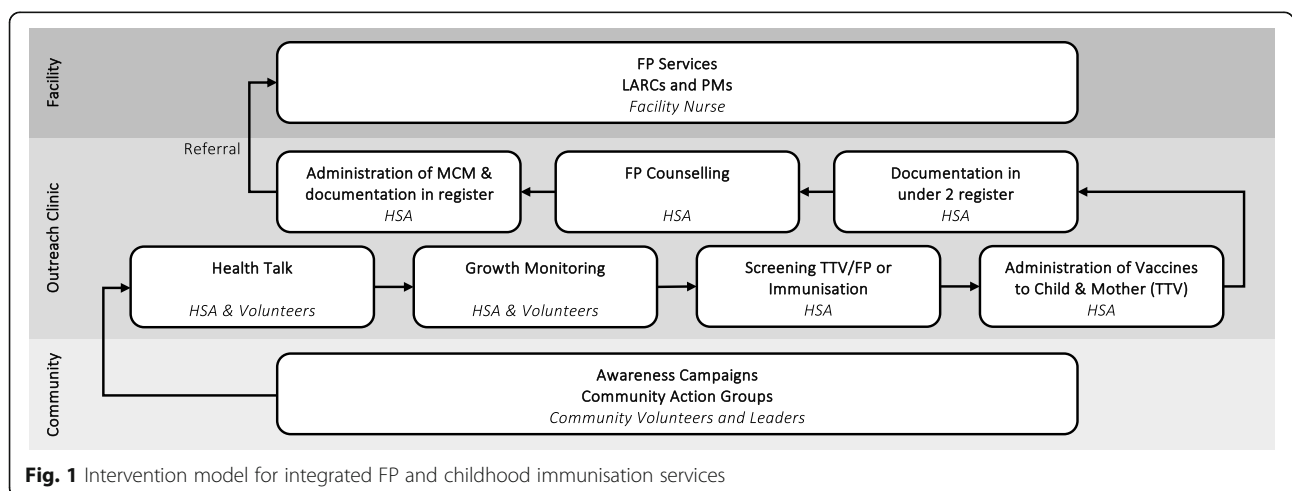 Facility
FP Services
LARCs and PMs
Facility Nurse
Referral
Outreach Clinic
Administration of MCM &
documentation in register
HSA
FP Counselling
HSA
Documentation in
under 2 register
HSA
Health Talk
HSA & Volunteers
Growth Monitoring
HSA & Volunteers
Screening TTV/FP or
Immunisation
HSA
Administration of Vaccines
to Child & Mother (TTV)
HSA
Community
Awareness Campaigns
Community Action Groups
Community Volunteers and Leaders
Fig. 1 Intervention model for integrated FP and childhood immunisation services